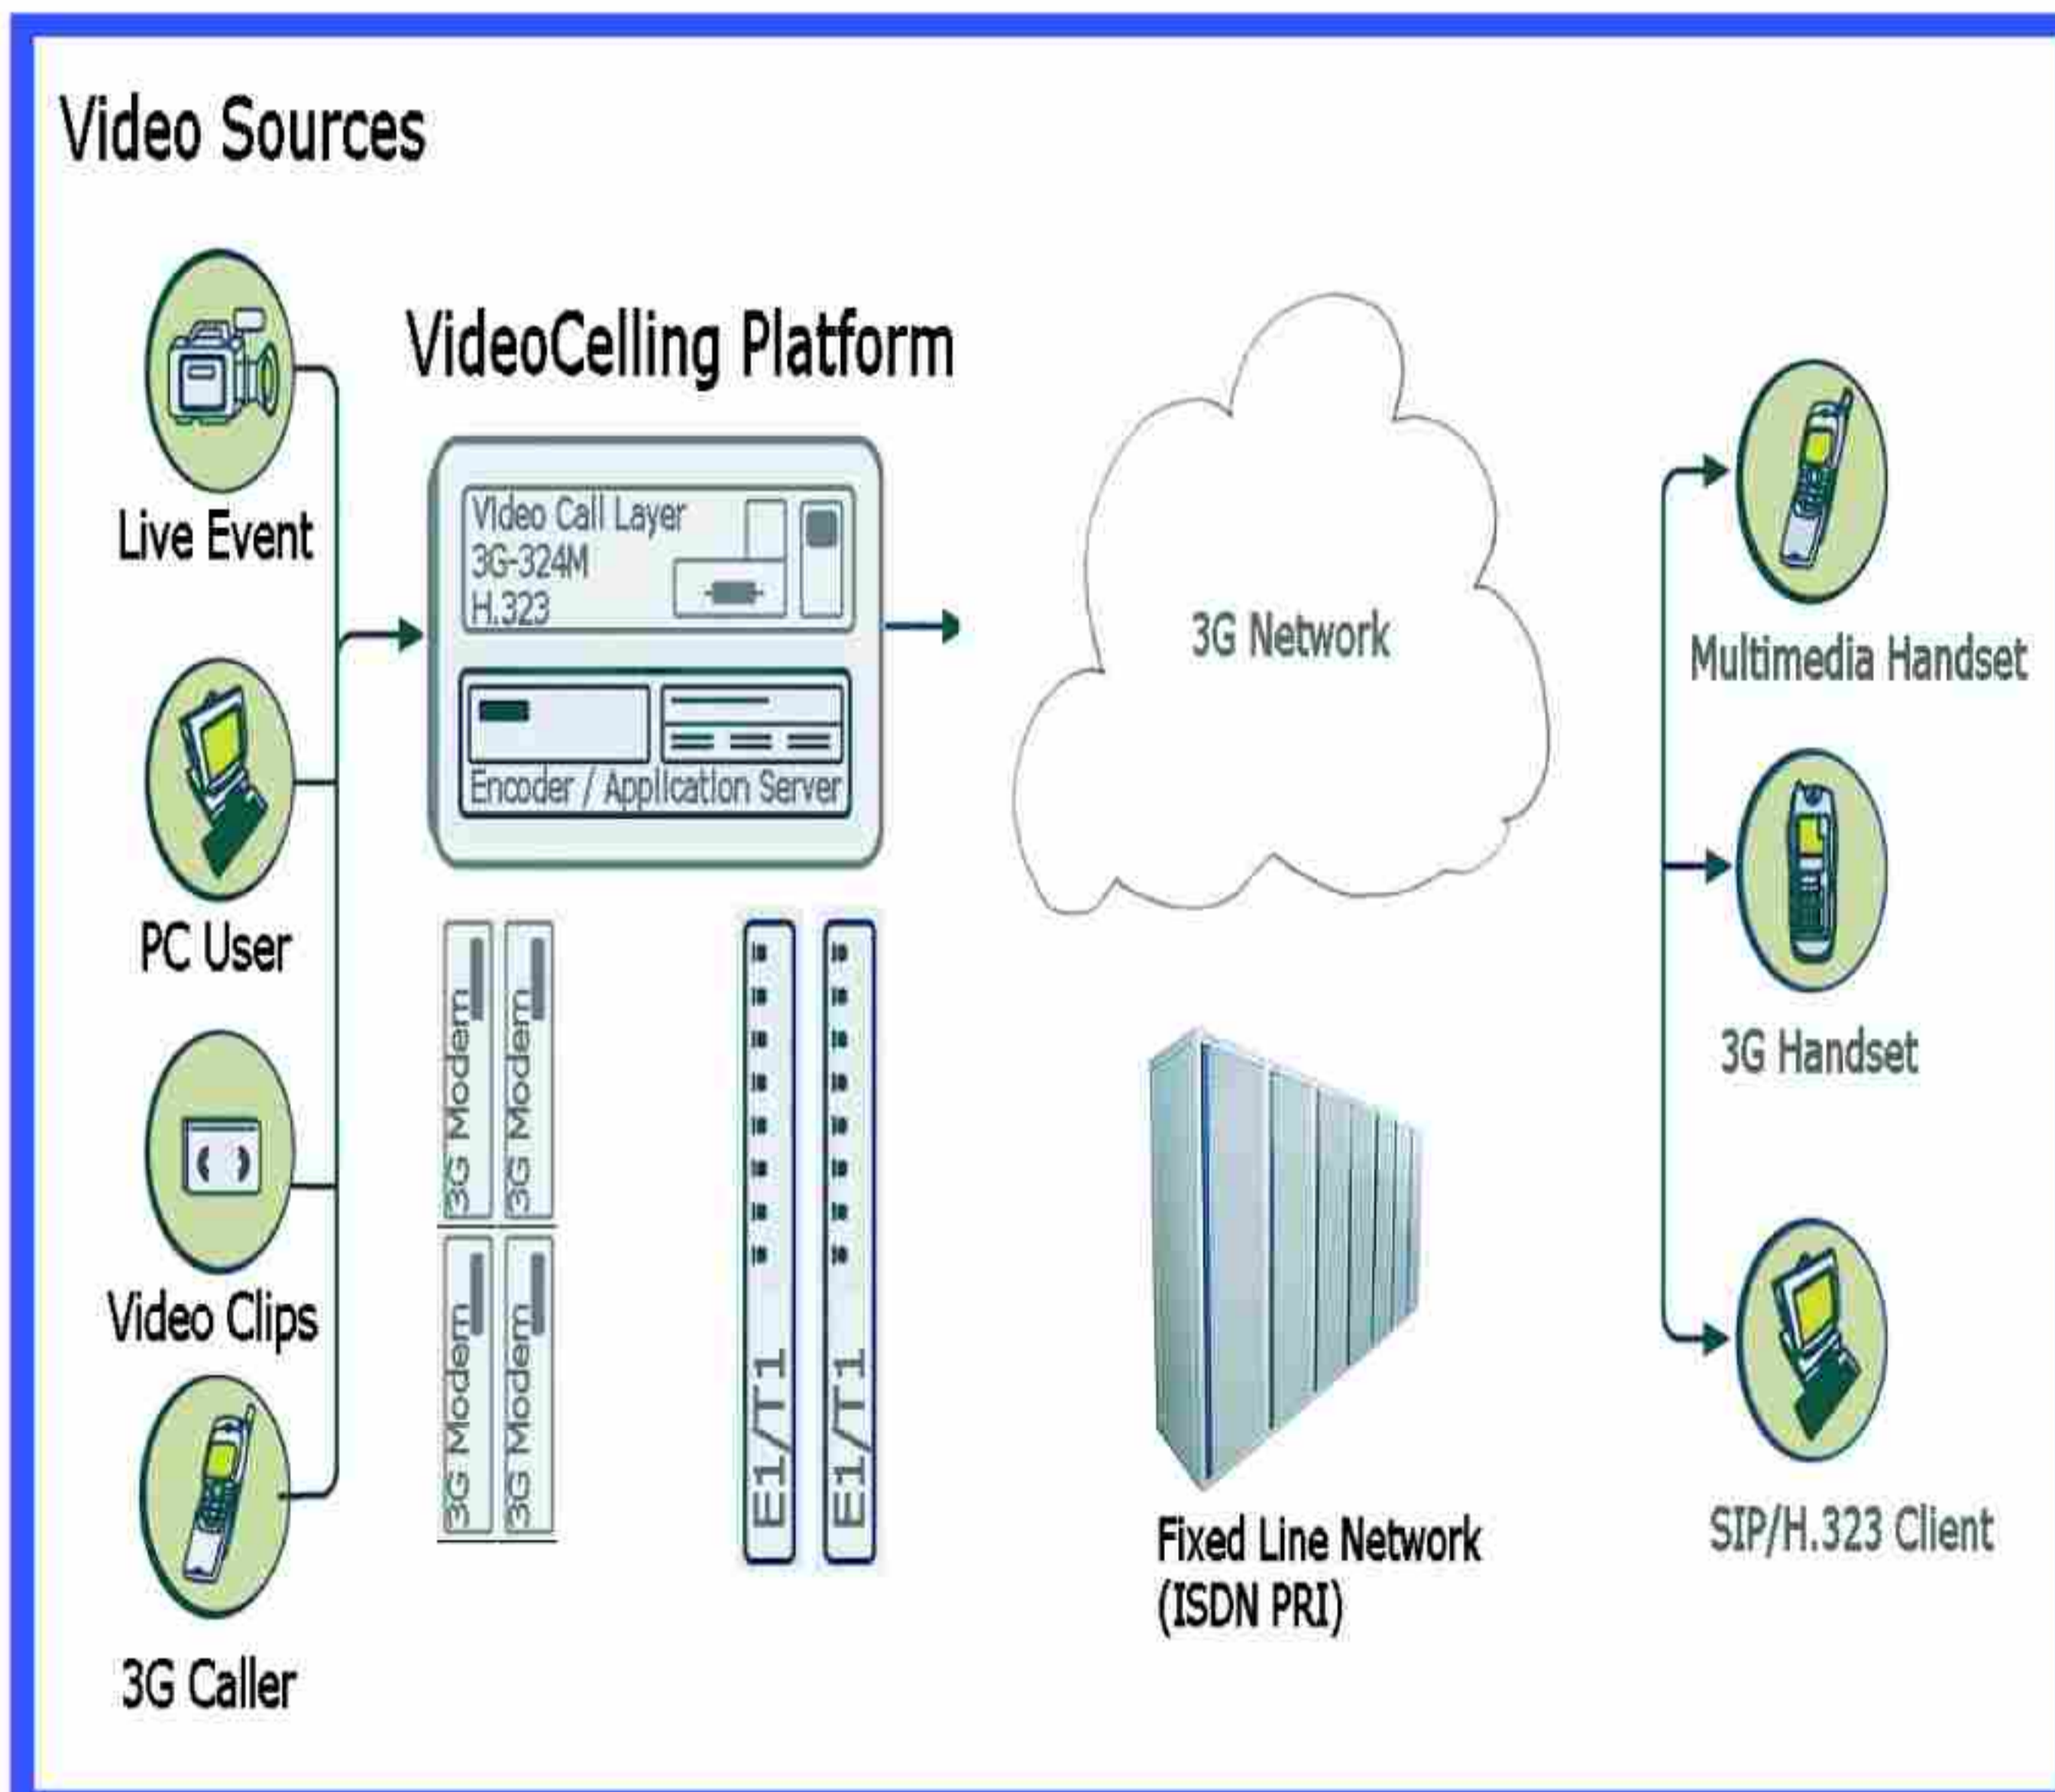 Video Sources
Live Event
PC User
Video Clips
3G Caller
VideoCelling Platform
Video Call Layer
3G-324M
H.323
Encoder / Application Server
3G Modem
3G Modem
3G Modem
3G Modem
E1/T1
E1/T1
3G Network
Fixed Line Network
(ISDN PRI)
Multimedia Handset
3G Handset
SIP/H.323 Client